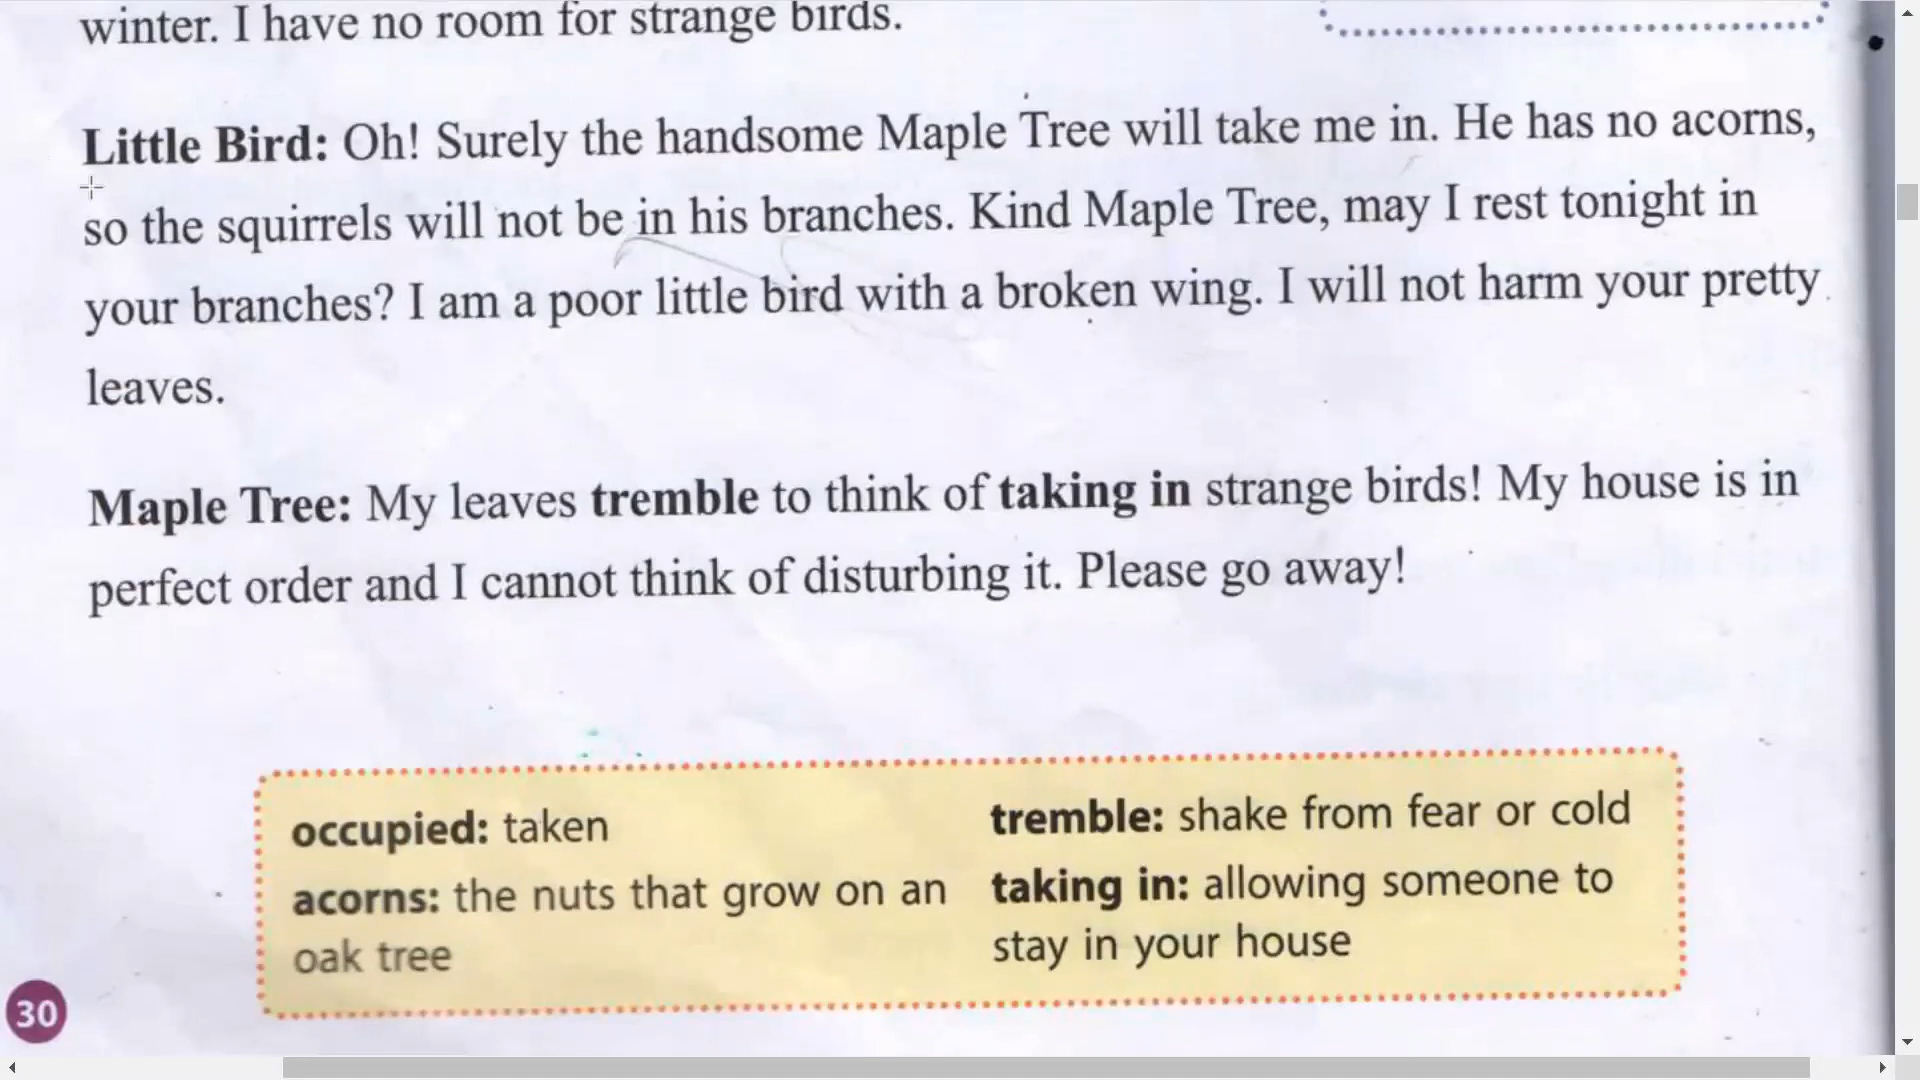 winter. I have no room for strange birds.
Little Bird: Oh! Surely the handsome Maple Tree will take me in. He has no acorns,
so the squirrels will not be in his branches. Kind Maple Tree, may I rest tonight in
your branches? I am a poor little bird with a broken wing. I will not harm your pretty
leaves.
Maple Tree: My leaves tremble to think of taking in strange birds! My house is in
perfect order and I cannot think of disturbing it. Please go away!
occupied: taken
acorns: the nuts that grow on an
oak tree
tremble: shake from fear or cold
taking in: allowing someone to
stay in your house
30